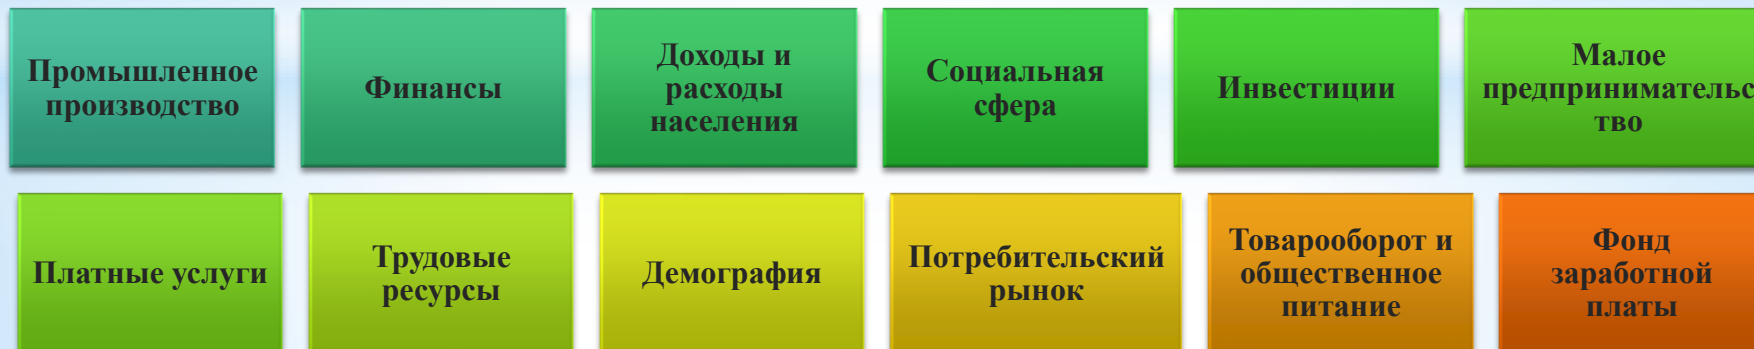 Промышленное
производство
Финансы
Доходы и
расходы
населения
Социальная
сфера
Инвестиции
Малое
предпринимательс
тво
Платные услуги
Трудовые
ресурсы
Демография
Потребительский
рынок
Товарооборот и
общественное
питание
Фонд
заработной
платы